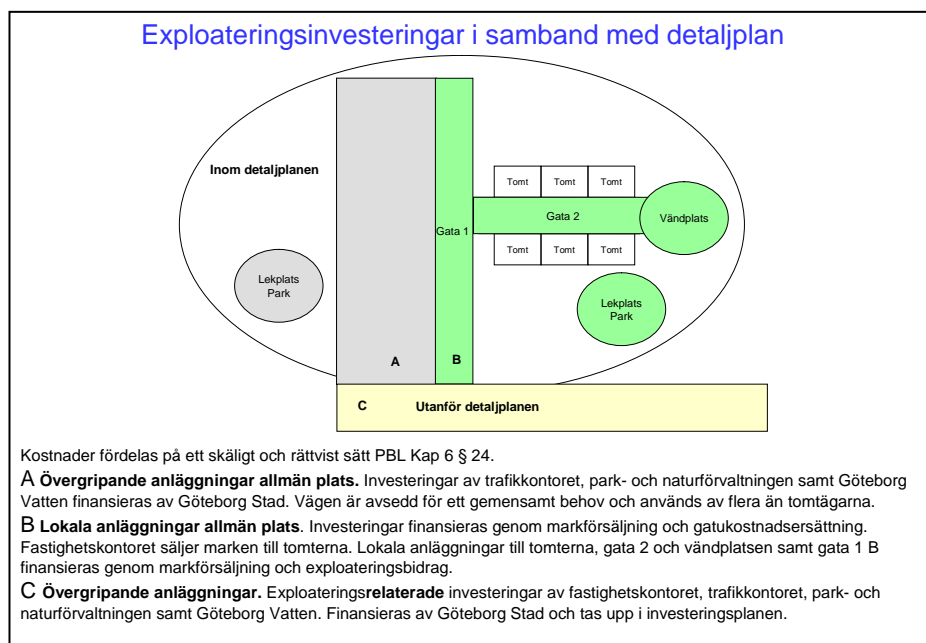 Exploateringsinvesteringar i samband med detaljplan
Inom detaljplanen
Tomt Tomt Tomt
Gata 2
Vändplats
Gata 1
Tomt Tomt Tomt
Lekplats
Park
Lekplats
Park
A
B
C Utanför detaljplanen
Kostnader fördelas på ett skäligt och rättvist sätt PBL Kap 6 § 24.
A Övergripande anläggningar allmän plats. Investeringar av trafikkontoret, park- och naturförvaltningen samt Göteborg
Vatten finansieras av Göteborg Stad. Vägen är avsedd för ett gemensamt behov och används av flera än tomtägarna.
B Lokala anläggningar allmän plats. Investeringar finansieras genom markförsäljning och gatukostnadsersättning.
Fastighetskontoret säljer marken till tomterna. Lokala anläggningar till tomterna, gata 2 och vändplatsen samt gata 1 B
finansieras genom markförsäljning och exploateringsbidrag.
C Övergripande anläggningar. Exploateringsrelaterade investeringar av fastighetskontoret, trafikkontoret, park- och
naturförvaltningen samt Göteborg Vatten. Finansieras av Göteborg Stad och tas upp i investeringsplanen.